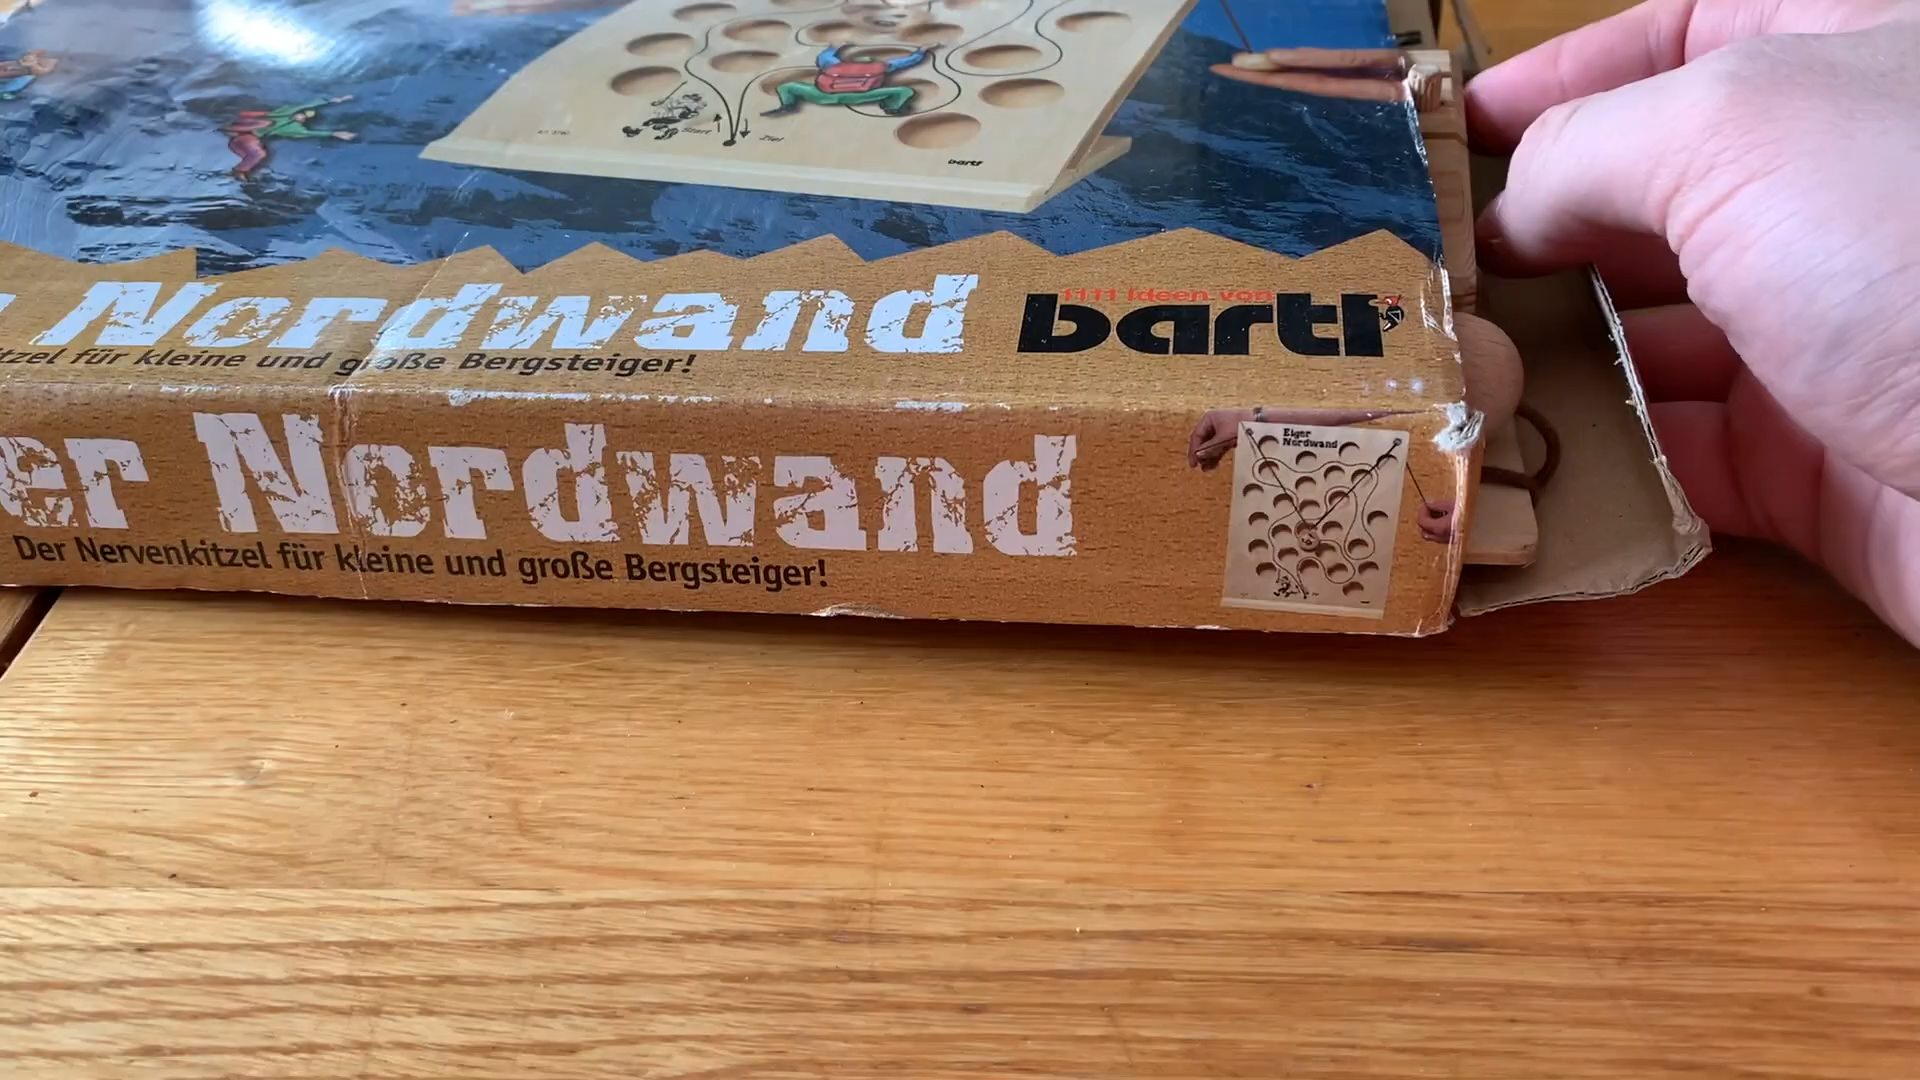 Start
Ziel
bartl
Nordwand
1111 Ideen von
bartl
für kleine und große Bergsteiger!
er Nordwand
Der Nervenkitzel für kleine und große Bergsteiger!
Eiger
Nordwand